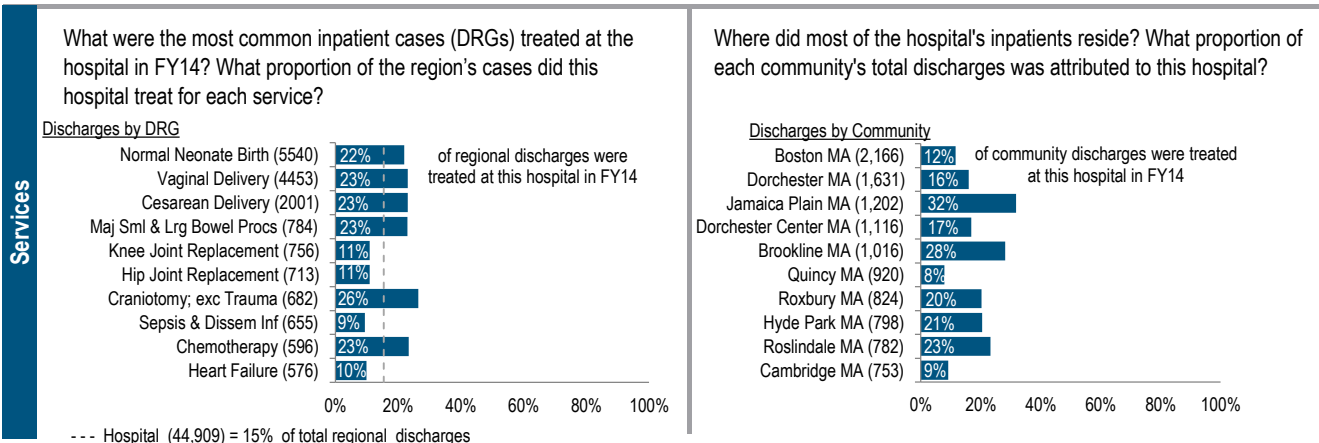 Services
What were the most common inpatient cases (DRGs) treated at the
hospital in FY14? What proportion of the region's cases did this
hospital treat for each service?
Discharges by DRG
Normal Neonate Birth (5540) 22%
Vaginal Delivery (4453) 23%
Cesarean Delivery (2001) 23%
Maj Sml & Lrg Bowel Procs (784) 23%
Knee Joint Replacement (756) 11%
Hip Joint Replacement (713) 11%
Craniotomy; exc Trauma (682) 26%
Sepsis & Dissem Inf (655) 9%
Chemotherapy (596) 23%
Heart Failure (576) 10%
of regional discharges were
treated at this hospital in FY14
0% 20% 40% 60% 80% 100%
- - - Hospital (44,909) = 15% of total regional discharges
Where did most of the hospital's inpatients reside? What proportion of
each community's total discharges was attributed to this hospital?
Discharges by Community
Boston MA (2,166) 12%
Dorchester MA (1,631) 16%
Jamaica Plain MA (1,202) 32%
Dorchester Center MA (1,116) 17%
Brookline MA (1,016) 28%
Quincy MA (920) 8%
Roxbury MA (824) 20%
Hyde Park MA (798) 21%
Roslindale MA (782) 23%
Cambridge MA (753) 9%
of community discharges were treated
at this hospital in FY14
0% 20% 40% 60% 80% 100%